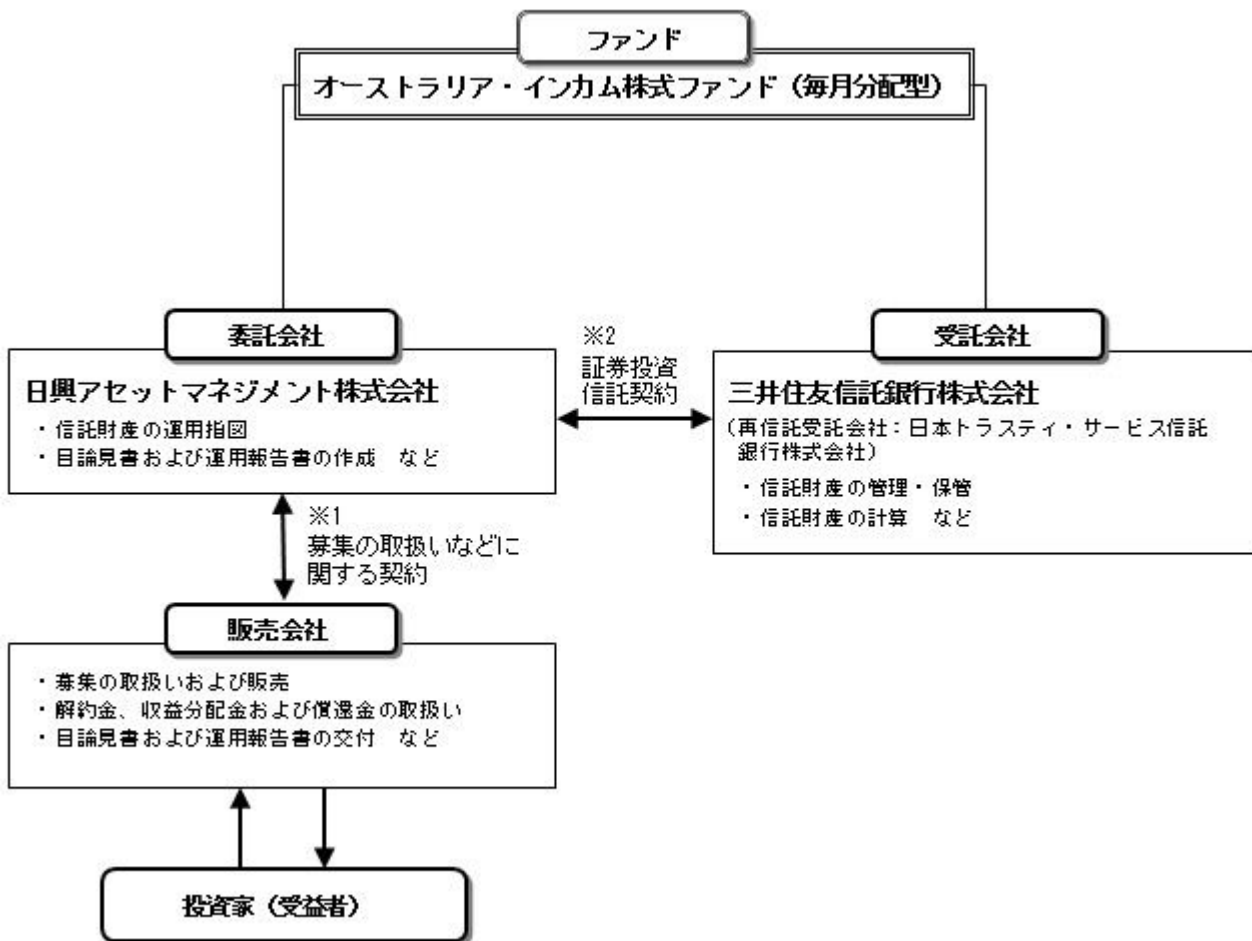 ファンド
オーストラリア・インカム株式ファンド（毎月分配型）
委託会社
日興アセットマネジメント株式会社
・信託財産の運用指図
・目論見書および運用報告書の作成　など
※2
証券投資
信託契約
受託会社
三井住友信託銀行株式会社
（再信託受託会社：日本トラスティ・サービス信託
銀行株式会社）
・信託財産の管理・保管
・信託財産の計算　など
※1
募集の取扱いなどに
関する契約
販売会社
・募集の取扱いおよび販売
・解約金、収益分配金および償還金の取扱い
・目論見書および運用報告書の交付　など
投資家（受益者）